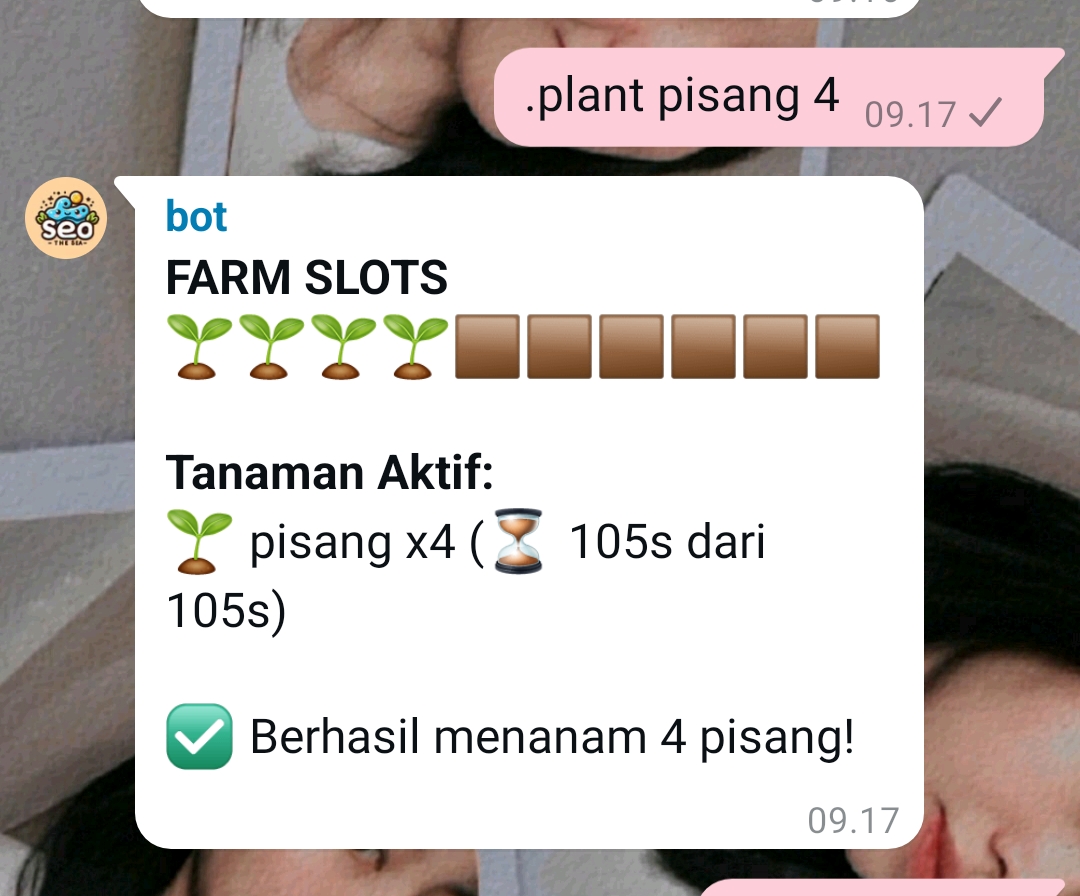 .plant pisang 4 09.17
bot
seo
THE SEA
FARM SLOTS
Tanaman Aktif:
pisang x4 (⏳ 105s dari
105s)
Berhasil menanam 4 pisang!
09.17